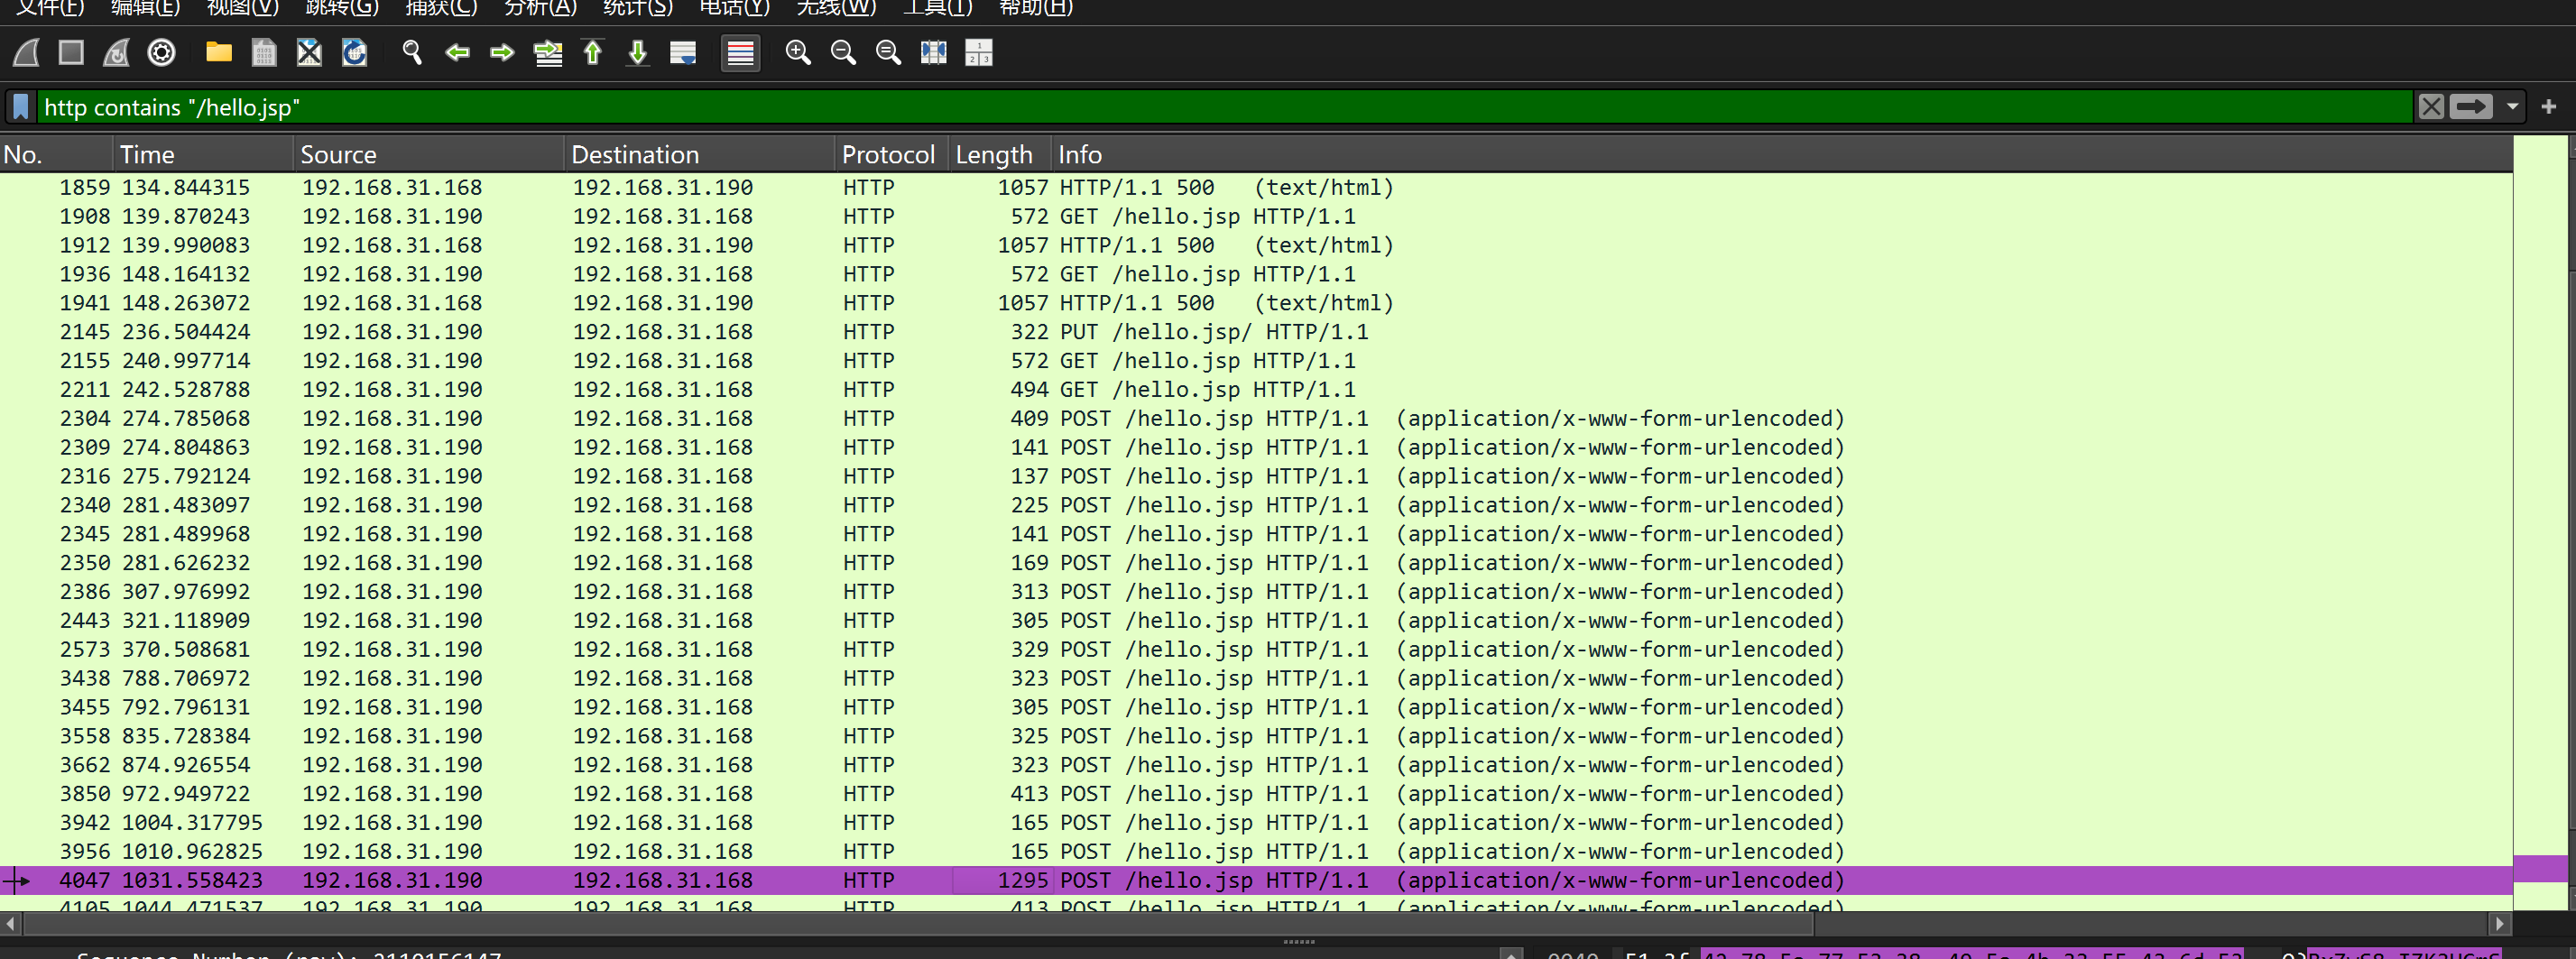 文件(F) 编辑(E) 视图(V) 跳转(G) 捕获(C) 分析(A) 统计(S) 电话(Y) 无线(W) 工具(T) 帮助(H)
http contains "/hello.jsp"
No. Time Source Destination Protocol Length Info
1859 134.844315 192.168.31.168 192.168.31.190 HTTP 1057 HTTP/1.1 500 (text/html)
1908 139.870243 192.168.31.190 192.168.31.168 HTTP 572 GET /hello.jsp HTTP/1.1
1912 139.990083 192.168.31.168 192.168.31.190 HTTP 1057 HTTP/1.1 500 (text/html)
1936 148.164132 192.168.31.190 192.168.31.168 HTTP 572 GET /hello.jsp HTTP/1.1
1941 148.263072 192.168.31.168 192.168.31.190 HTTP 1057 HTTP/1.1 500 (text/html)
2145 236.504424 192.168.31.190 192.168.31.168 HTTP 322 PUT /hello.jsp/ HTTP/1.1
2155 240.997714 192.168.31.190 192.168.31.168 HTTP 572 GET /hello.jsp HTTP/1.1
2211 242.528788 192.168.31.190 192.168.31.168 HTTP 494 GET /hello.jsp HTTP/1.1
2304 274.785068 192.168.31.190 192.168.31.168 HTTP 409 POST /hello.jsp HTTP/1.1 (application/x-www-form-urlencoded)
2309 274.804863 192.168.31.190 192.168.31.168 HTTP 141 POST /hello.jsp HTTP/1.1 (application/x-www-form-urlencoded)
2316 275.792124 192.168.31.190 192.168.31.168 HTTP 137 POST /hello.jsp HTTP/1.1 (application/x-www-form-urlencoded)
2340 281.483097 192.168.31.190 192.168.31.168 HTTP 225 POST /hello.jsp HTTP/1.1 (application/x-www-form-urlencoded)
2345 281.489968 192.168.31.190 192.168.31.168 HTTP 141 POST /hello.jsp HTTP/1.1 (application/x-www-form-urlencoded)
2350 281.626232 192.168.31.190 192.168.31.168 HTTP 169 POST /hello.jsp HTTP/1.1 (application/x-www-form-urlencoded)
2386 307.976992 192.168.31.190 192.168.31.168 HTTP 313 POST /hello.jsp HTTP/1.1 (application/x-www-form-urlencoded)
2443 321.118909 192.168.31.190 192.168.31.168 HTTP 305 POST /hello.jsp HTTP/1.1 (application/x-www-form-urlencoded)
2573 370.508681 192.168.31.190 192.168.31.168 HTTP 329 POST /hello.jsp HTTP/1.1 (application/x-www-form-urlencoded)
3438 788.706972 192.168.31.190 192.168.31.168 HTTP 323 POST /hello.jsp HTTP/1.1 (application/x-www-form-urlencoded)
3455 792.796131 192.168.31.190 192.168.31.168 HTTP 305 POST /hello.jsp HTTP/1.1 (application/x-www-form-urlencoded)
3558 835.728384 192.168.31.190 192.168.31.168 HTTP 325 POST /hello.jsp HTTP/1.1 (application/x-www-form-urlencoded)
3662 874.926554 192.168.31.190 192.168.31.168 HTTP 323 POST /hello.jsp HTTP/1.1 (application/x-www-form-urlencoded)
3850 972.949722 192.168.31.190 192.168.31.168 HTTP 413 POST /hello.jsp HTTP/1.1 (application/x-www-form-urlencoded)
3942 1004.317795 192.168.31.190 192.168.31.168 HTTP 165 POST /hello.jsp HTTP/1.1 (application/x-www-form-urlencoded)
3956 1010.962825 192.168.31.190 192.168.31.168 HTTP 165 POST /hello.jsp HTTP/1.1 (application/x-www-form-urlencoded)
4047 1031.558423 192.168.31.190 192.168.31.168 HTTP 1295 POST /hello.jsp HTTP/1.1 (application/x-www-form-urlencoded)
4105 1044.471537 192.168.31.190 192.168.31.168 HTTP 413 POST /hello.jsp HTTP/1.1 (application/x-www-form-urlencoded)
Sequence Number (raw):